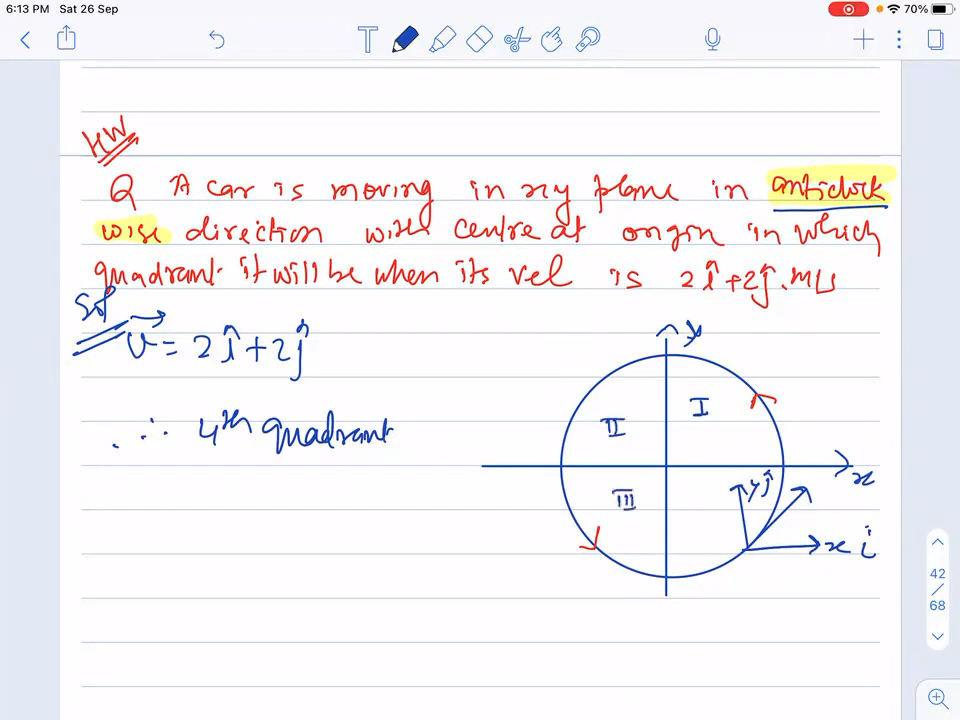 6:13 PM Sat 26 Sep
70%
T
HW
Q A car is moving in xy plane in anticlock
wise direction with centre at origin in which
quadrant it will be when its vel is 2î+2ĵ.
Sol
v⃗ = 2î+2ĵ
∴ 4th quadrant
y
I
II
III
x
yĵ
x i
42
/
68